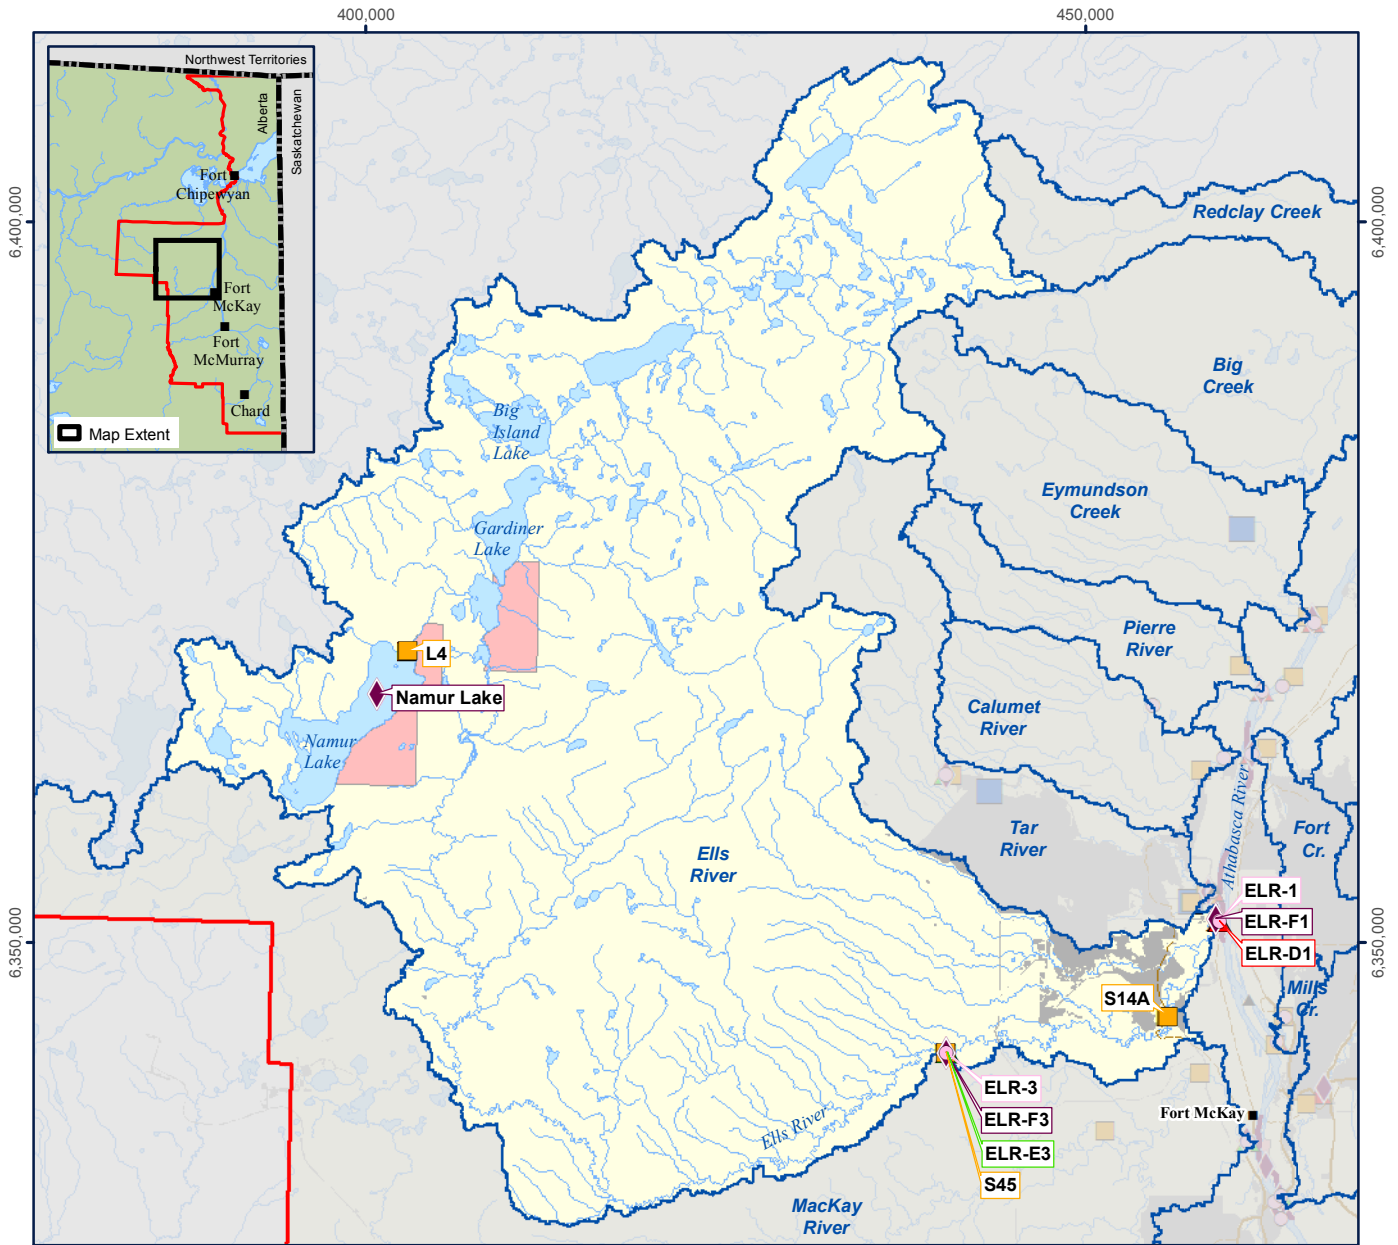 400,000
450,000
Northwest Territories
Alberta
Saskatchewan
Fort
Chipewyan
Fort
McKay
Fort
McMurray
Chard
Map Extent
6,400,000
6,400,000
Redclay Creek
Big
Creek
Big
Island
Lake
Eymundson
Creek
Gardiner
Lake
Pierre
River
L4
Namur Lake
Calumet
River
Namur
Lake
Athabasca River
Tar
River
Fort
Cr.
Ells
River
ELR-1
ELR-F1
ELR-D1
6,350,000
6,350,000
S14A
Mills
Cr.
ELR-3
ELR-F3
ELR-E3
S45
Fort McKay
Ells River
MacKay
River